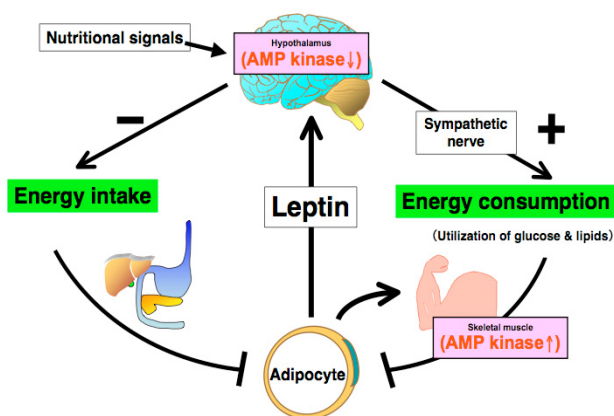 Nutritional signals
Hypothalamus
(AMP kinase↓)
−
Sympathetic
nerve
+
Energy intake
Leptin
Energy consumption
(Utilization of glucose & lipids)
Skeletal muscle
(AMP kinase↑)
Adipocyte